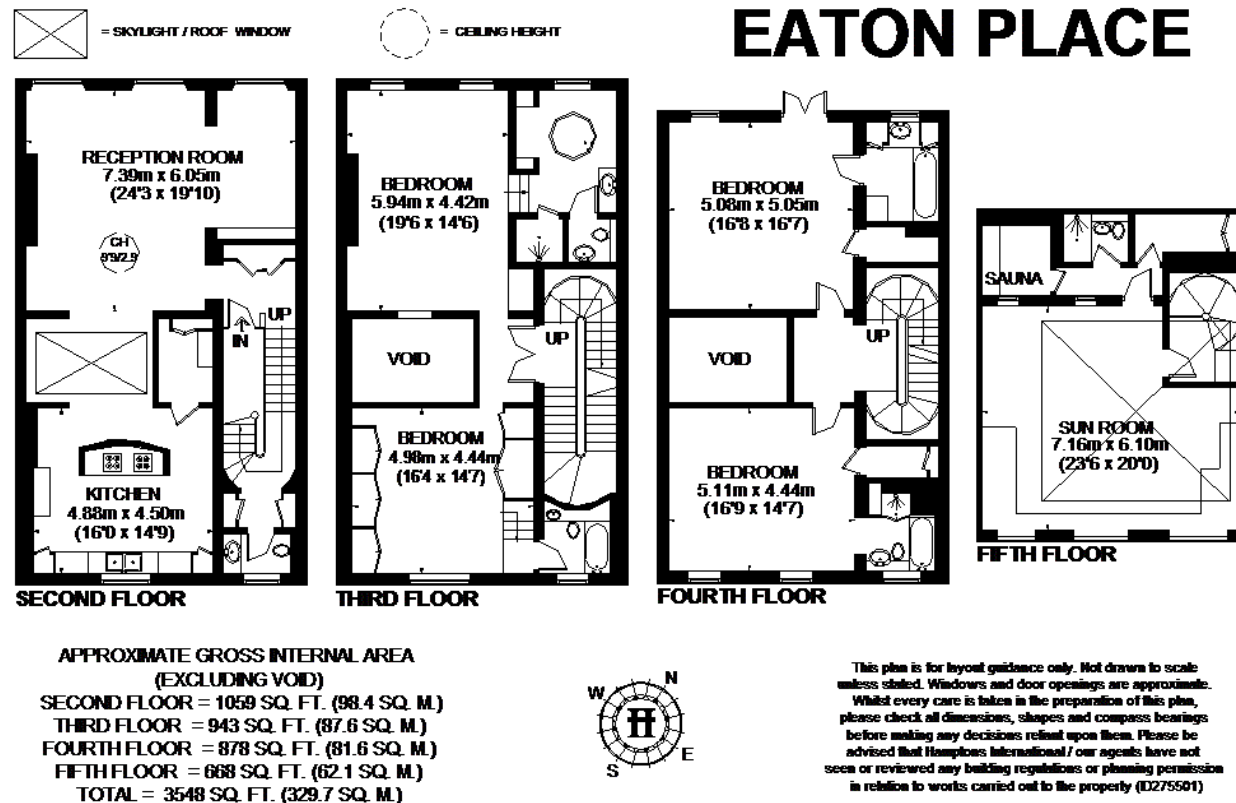 = SKYLIGHT / ROOF WINDOW
= CEILING HEIGHT
EATON PLACE
RECEPTION ROOM
7.39m x 6.05m
(24'3 x 19'10)
CH
9'9/2.9
UP
IN
KITCHEN
4.88m x 4.50m
(16'0 x 14'9)
SECOND FLOOR
BEDROOM
5.94m x 4.42m
(19'6 x 14'6)
UP
VOID
BEDROOM
4.98m x 4.44m
(16'4 x 14'7)
THIRD FLOOR
BEDROOM
5.08m x 5.05m
(16'8 x 16'7)
UP
VOID
BEDROOM
5.11m x 4.44m
(16'9 x 14'7)
FOURTH FLOOR
SAUNA
SUN ROOM
7.16m x 6.10m
(23'6 x 20'0)
FIFTH FLOOR
APPROXIMATE GROSS INTERNAL AREA
(EXCLUDING VOID)
SECOND FLOOR = 1059 SQ. FT. (98.4 SQ. M.)
THIRD FLOOR = 943 SQ. FT. (87.6 SQ. M.)
FOURTH FLOOR = 878 SQ. FT. (81.6 SQ. M.)
FIFTH FLOOR = 668 SQ. FT. (62.1 SQ. M.)
TOTAL = 3548 SQ. FT. (329.7 SQ. M.)
N
W
H
E
S
This plan is for layout guidance only. Not drawn to scale
unless stated. Windows and door openings are approximate.
Whilst every care is taken in the preparation of this plan,
please check all dimensions, shapes and compass bearings
before making any decisions reliant upon them. Please be
advised that Hamptons International / our agents have not
seen or reviewed any building regulations or planning permission
in relation to works carried out to the property (ID275501)